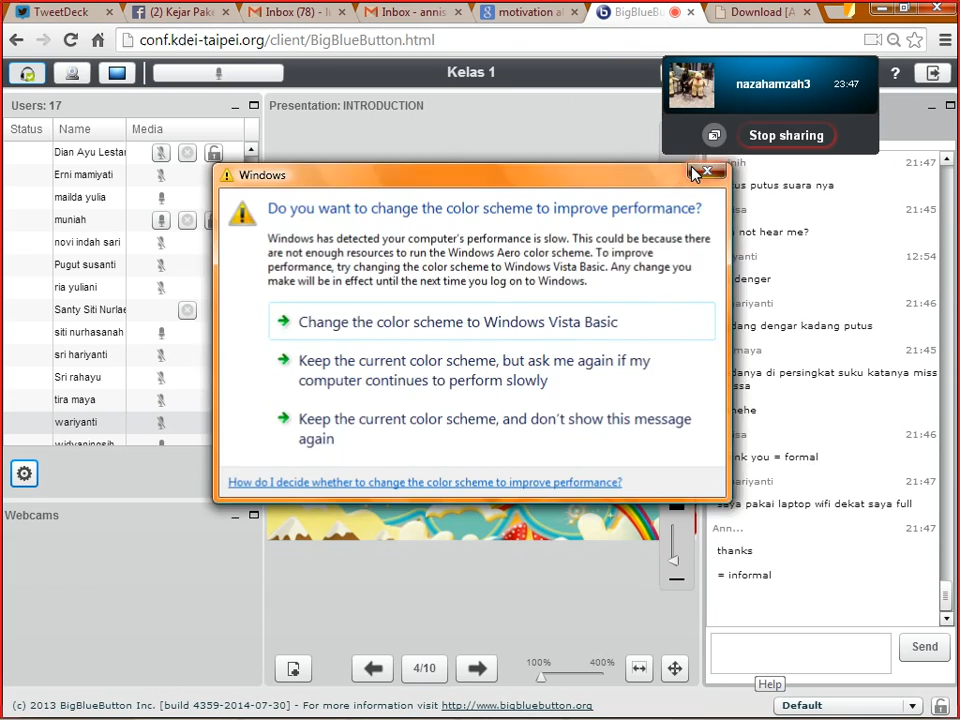 TweetDeck
(2) Kejar Pak
Inbox (78) - l
Inbox - annis
motivation al
BigBlueBu
Download [A
conf.kdei-taipei.org/client/BigBlueButton.html
Kelas 1
nazahamzah3
23:47
Stop sharing
Users: 17
Status
Name
Media
Dian Ayu Lestar
Erni mamiyati
mailda yulia
muniah
novi indah sari
Pugut susanti
ria yuliani
Santy Siti Nurlae
siti nurhasanah
sri hariyanti
Sri rahayu
tira maya
wariyanti
widyaningsih
Webcams
Presentation: INTRODUCTION
Windows
Do you want to change the color scheme to improve performance?
Windows has detected your computer's performance is slow. This could be because there
are not enough resources to run the Windows Aero color scheme. To improve
performance, try changing the color scheme to Windows Vista Basic. Any change you
make will be in effect until the next time you log on to Windows.
Change the color scheme to Windows Vista Basic
Keep the current color scheme, but ask me again if my
computer continues to perform slowly
Keep the current color scheme, and don't show this message
again
How do I decide whether to change the color scheme to improve performance?
4/10
100%
400%
21:47
putus suara nya
21:45
not hear me?
12:54
denger
21:46
dang dengar kadang putus
maya
21:45
danya di persingkat suku katanya miss
ssa
hehe
21:46
ink you = formal
ariyanti
21:47
saya pakai laptop wifi dekat saya full
Ann...
21:47
thanks
= informal
Send
Help
(c) 2013 BigBlueButton Inc. [build 4359-2014-07-30] - For more information visit http://www.bigbluebutton.org
Default